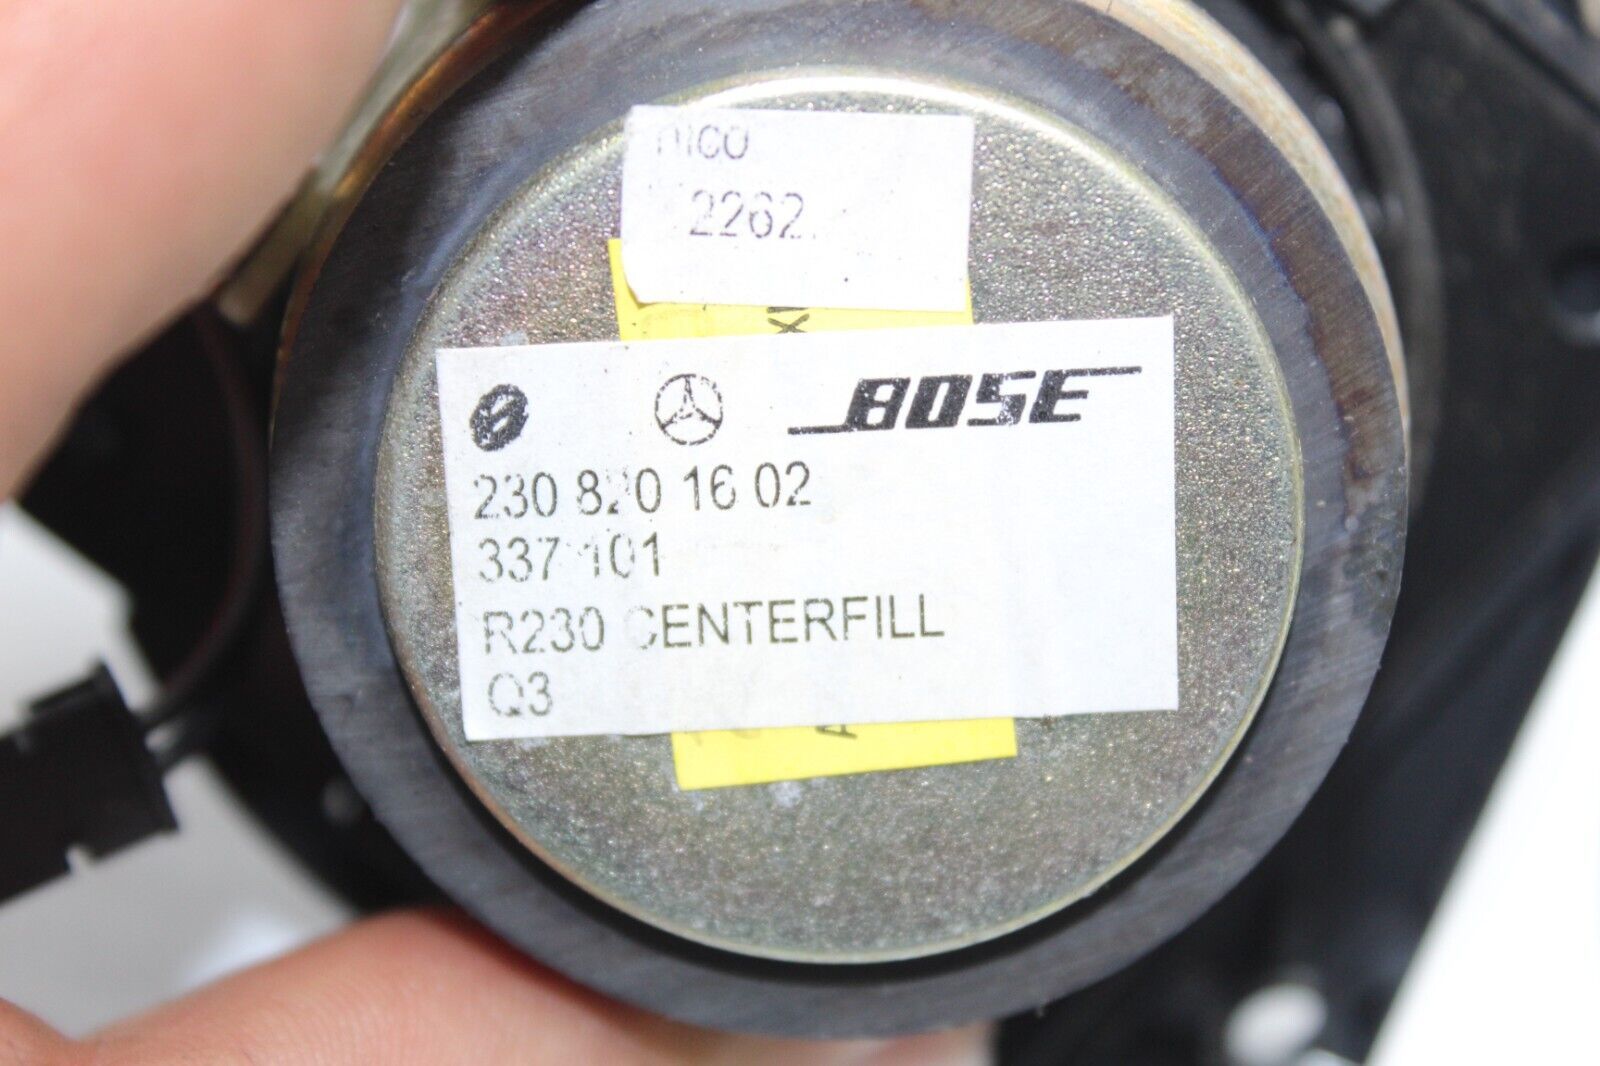 2262.
BOSE
230 820 16 02
337 101
R230 CENTERFILL
Q3